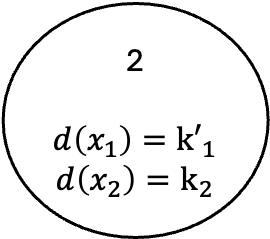 2
d(x₁) = k′₁
d(x₂) = k₂